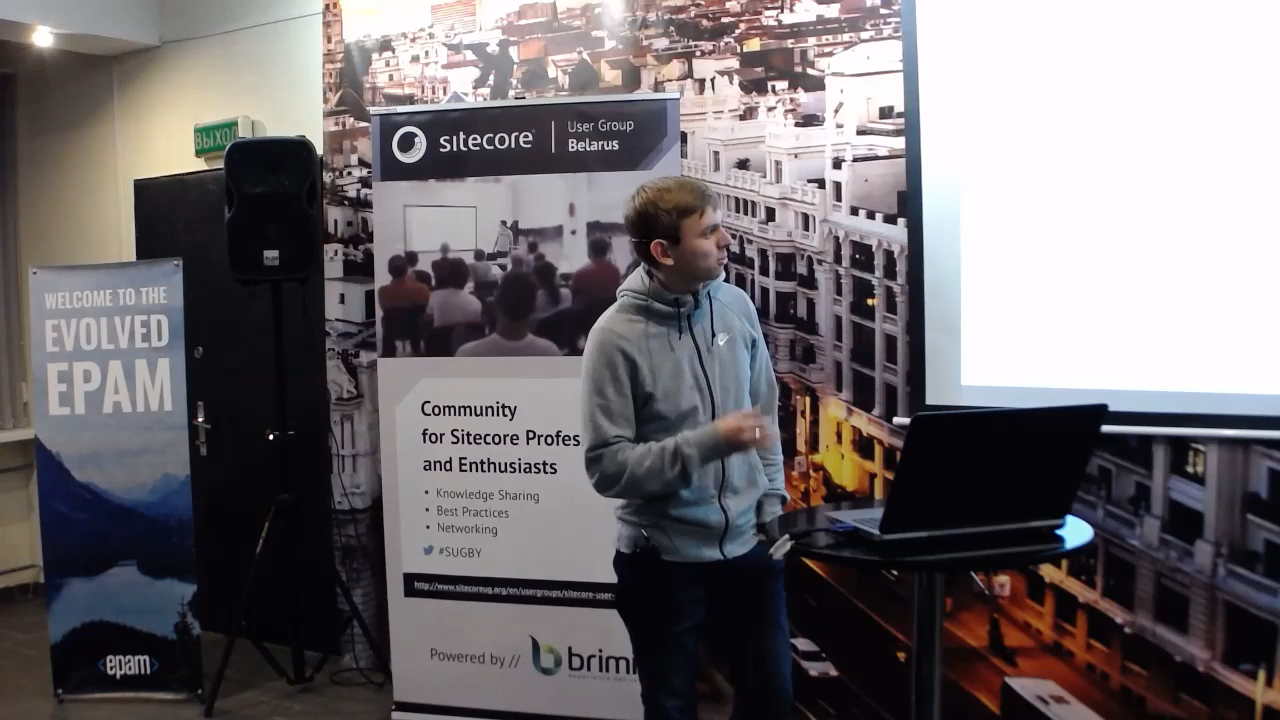 ВЫХОД
WELCOME TO THE
EVOLVED
EPAM
<epam>
sitecore
User Group
Belarus
Community
for Sitecore Profes
and Enthusiasts
▪ Knowledge Sharing
▪ Best Practices
▪ Networking
#SUGBY
http://www.sitecoreug.org/en/usergroups/sitecore-user-
Powered by //
brim